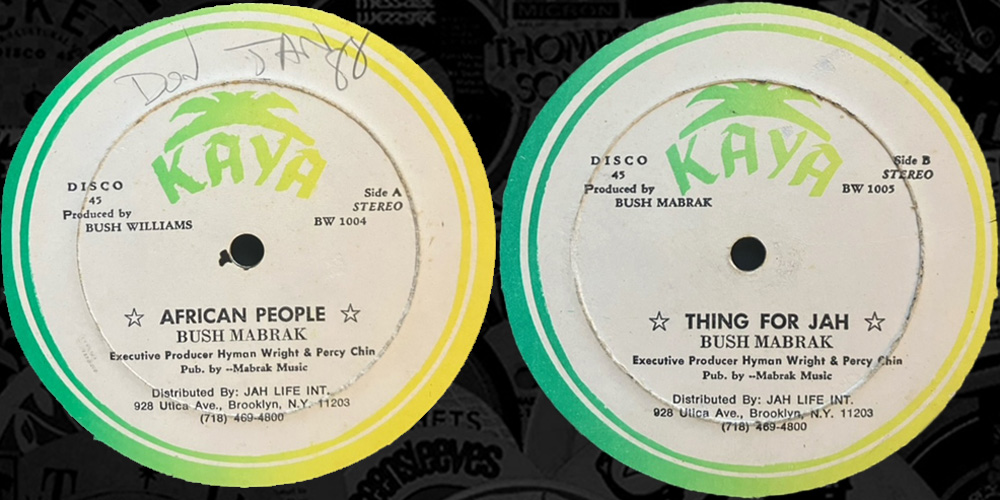 DON JAH
KAYA
DISCO
45
Produced by
BUSH WILLIAMS
Side A
STEREO
BW 1004
☆ AFRICAN PEOPLE ☆
BUSH MABRAK
Executive Producer Hyman Wright & Percy Chin
Pub. by --Mabrak Music
Distributed By: JAH LIFE INT.
928 Utica Ave., Brooklyn, N.Y. 11203
(718) 469-4800
KAYA
DISCO
45
Produced by
BUSH MABRAK
Side B
STEREO
BW 1005
☆ THING FOR JAH ☆
BUSH MABRAK
Executive Producer Hyman Wright & Percy Chin
Pub. by --Mabrak Music
Distributed By: JAH LIFE INT.
928 Utica Ave., Brooklyn, N.Y. 11203
(718) 469-4800